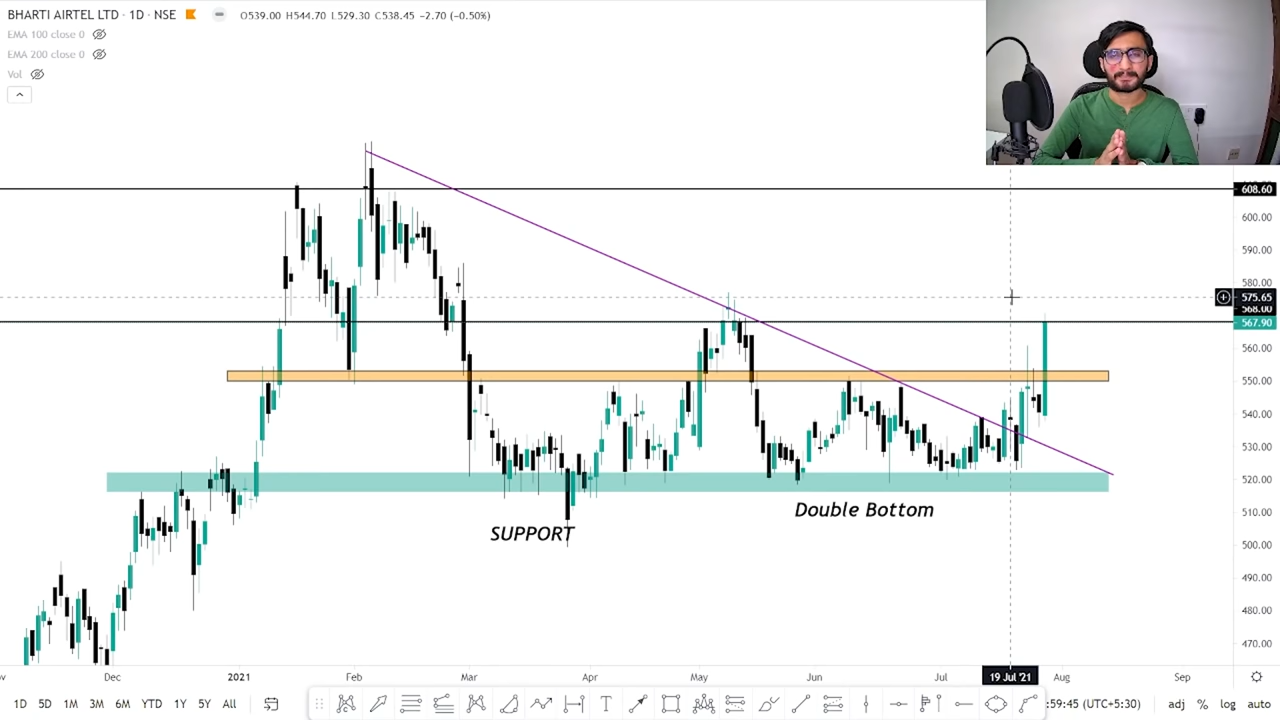 BHARTI AIRTEL LTD · 1D · NSE O539.00 H544.70 L529.30 C538.45 −2.70 (−0.50%)
EMA 100 close 0
EMA 200 close 0
Vol
608.60
600.00
590.00
580.00
575.65
568.00
567.90
560.00
550.00
540.00
530.00
520.00
510.00
500.00
490.00
480.00
470.00
Double Bottom
SUPPORT
Dec 2021 Feb Mar Apr May Jun Jul 19 Jul '21 Aug Sep
1D 5D 1M 3M 6M YTD 1Y 5Y All :59:45 (UTC+5:30) adj % log auto